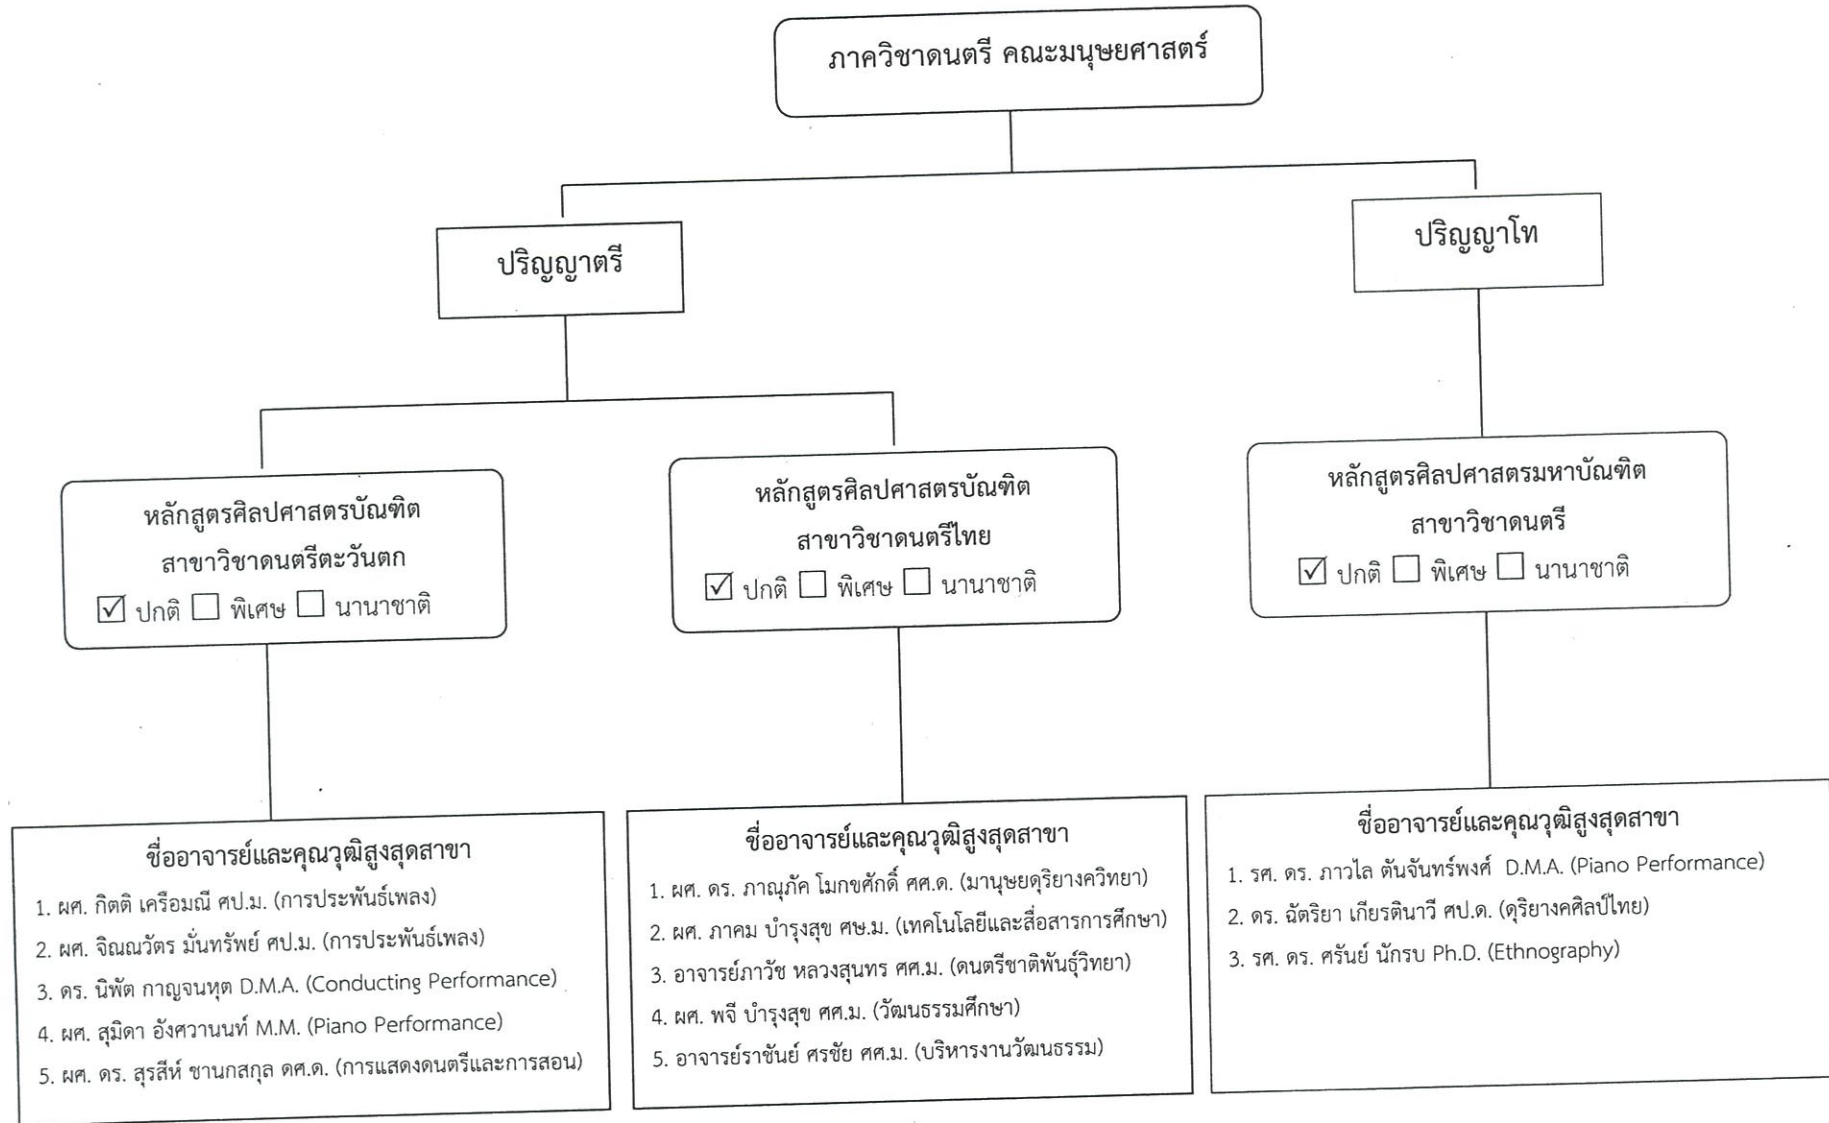 ภาควิชาดนตรี คณะมนุษยศาสตร์
ปริญญาตรี
ปริญญาโท
หลักสูตรศิลปศาสตรบัณฑิต
สาขาวิชาดนตรีตะวันตก
☑ ปกติ ☐ พิเศษ ☐ นานาชาติ
หลักสูตรศิลปศาสตรบัณฑิต
สาขาวิชาดนตรีไทย
☑ ปกติ ☐ พิเศษ ☐ นานาชาติ
หลักสูตรศิลปศาสตรมหาบัณฑิต
สาขาวิชาดนตรี
☑ ปกติ ☐ พิเศษ ☐ นานาชาติ
ชื่ออาจารย์และคุณวุฒิสูงสุดสาขา
1. ผศ. กิตติ เครือมณี ศป.ม. (การประพันธ์เพลง)
2. ผศ. จิณณวัตร มั่นทรัพย์ ศป.ม. (การประพันธ์เพลง)
3. ดร. นิพัต กาญจนหุต D.M.A. (Conducting Performance)
4. ผศ. สุมิดา อังศวานนท์ M.M. (Piano Performance)
5. ผศ. ดร. สุรสีห์ ชานกสกุล ดศ.ด. (การแสดงดนตรีและการสอน)
ชื่ออาจารย์และคุณวุฒิสูงสุดสาขา
1. ผศ. ดร. ภาณุภัค โมกขศักดิ์ ศศ.ด. (มานุษยดุริยางควิทยา)
2. ผศ. ภาคม บำรุงสุข ศษ.ม. (เทคโนโลยีและสื่อสารการศึกษา)
3. อาจารย์ภาวัช หลวงสุนทร ศศ.ม. (ดนตรีชาติพันธุ์วิทยา)
4. ผศ. พจี บำรุงสุข ศศ.ม. (วัฒนธรรมศึกษา)
5. อาจารย์ราชันย์ ศรชัย ศศ.ม. (บริหารงานวัฒนธรรม)
ชื่ออาจารย์และคุณวุฒิสูงสุดสาขา
1. รศ. ดร. ภาวไล ตันจันทร์พงศ์ D.M.A. (Piano Performance)
2. ดร. ฉัตริยา เกียรตินาวี ศป.ด. (ดุริยางคศิลป์ไทย)
3. รศ. ดร. ศรันย์ นักรบ Ph.D. (Ethnography)